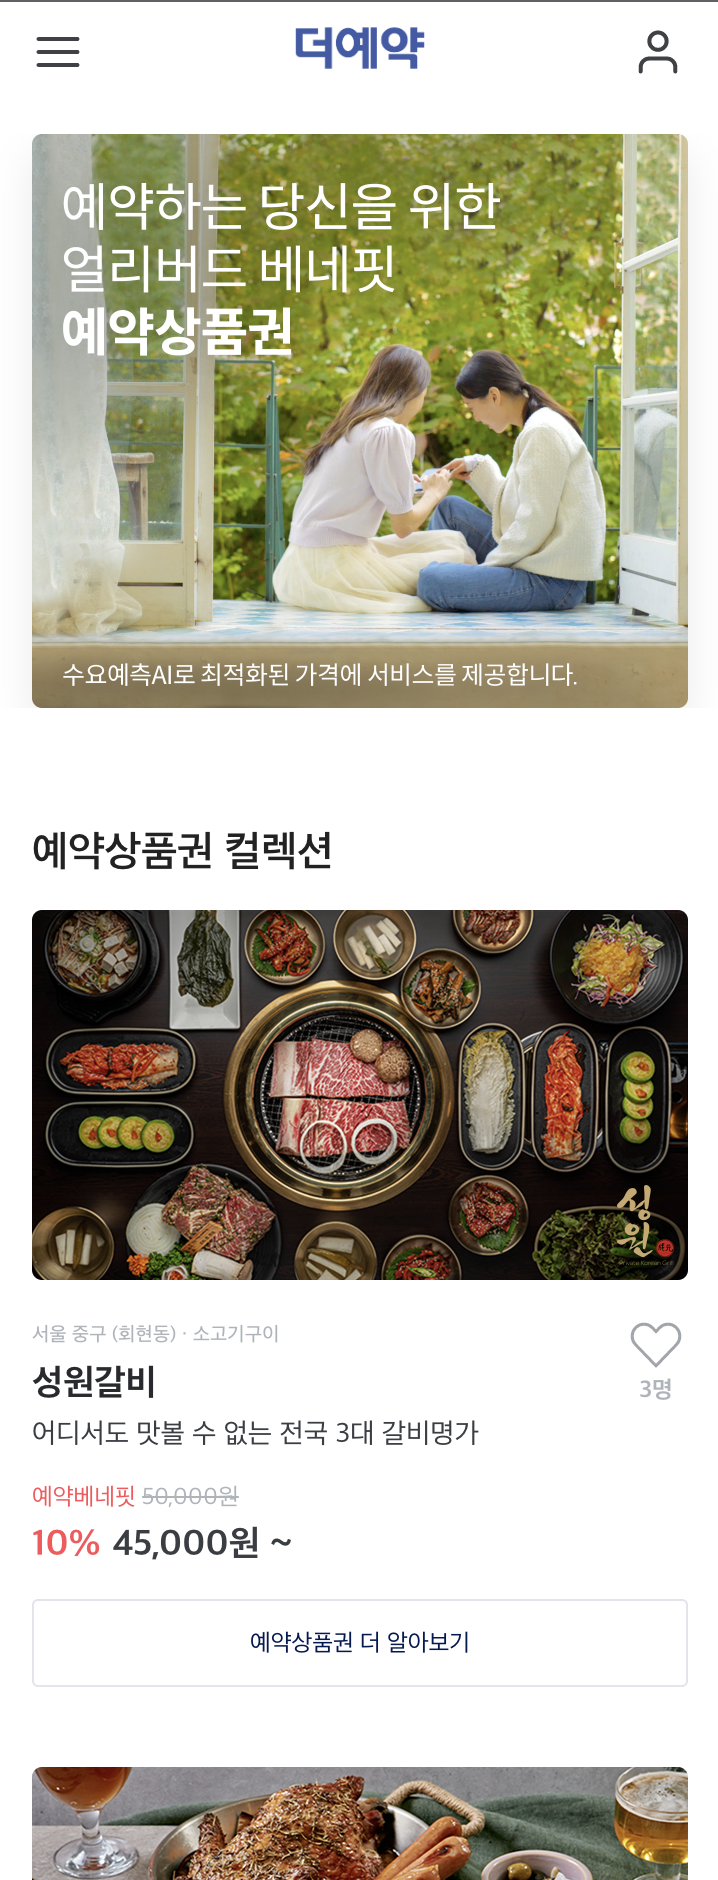 더예약
예약하는 당신을 위한
얼리버드 베네핏
예약상품권
수요예측AI로 최적화된 가격에 서비스를 제공합니다.
예약상품권 컬렉션
성원
서울 중구 (회현동) · 소고기구이
3명
성원갈비
어디서도 맛볼 수 없는 전국 3대 갈비명가
예약베네핏 50,000원
10% 45,000원 ~
예약상품권 더 알아보기